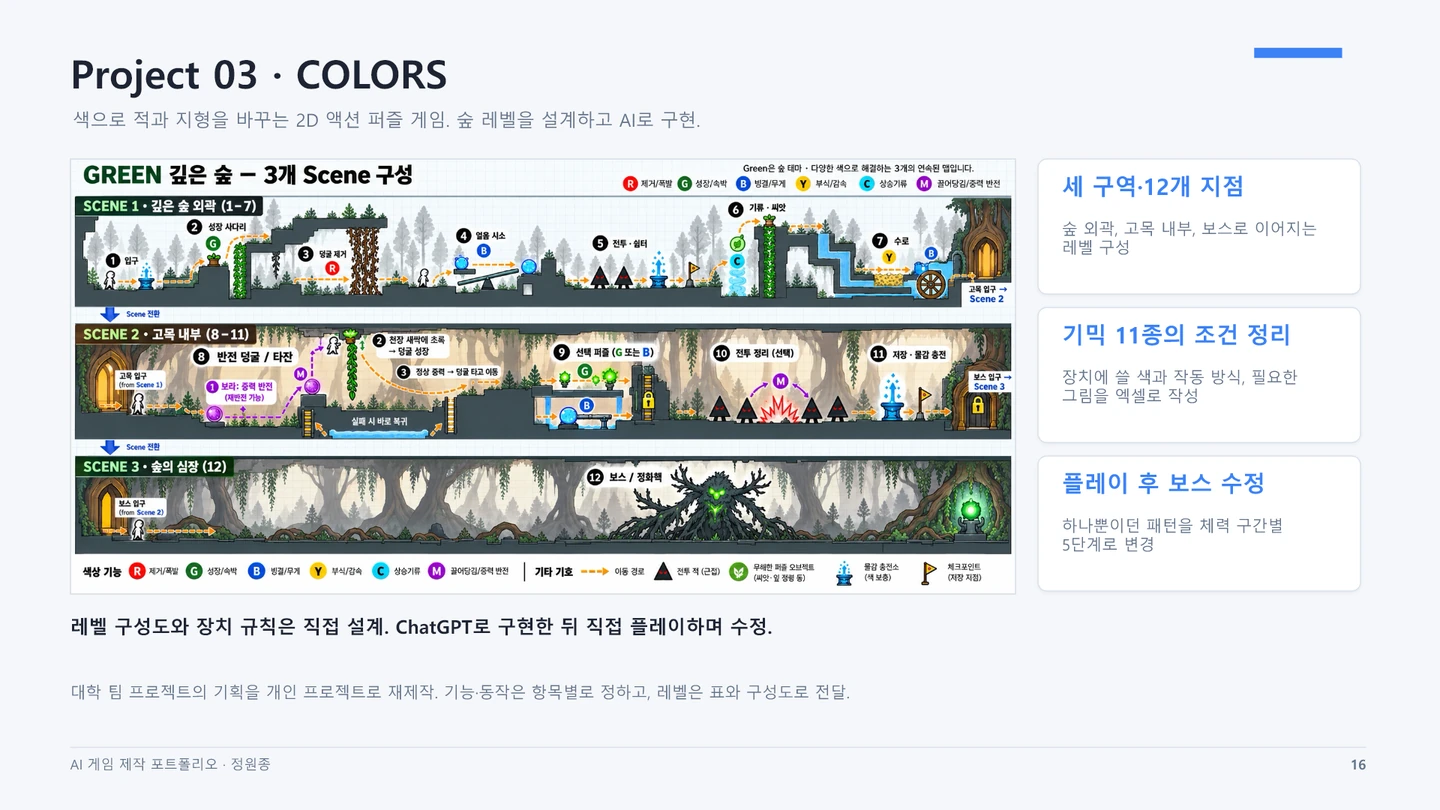 Project 03 · COLORS
색으로 적과 지형을 바꾸는 2D 액션 퍼즐 게임. 숲 레벨을 설계하고 AI로 구현.
GREEN 깊은 숲 – 3개 Scene 구성
Green은 숲 테마 · 다양한 색으로 해결하는 3개의 연속된 맵입니다.
R 제거/폭발 G 성장/속박 B 빙결/무게 Y 부식/감속 C 상승기류 M 끌어당김/중력 반전
SCENE 1 · 깊은 숲 외곽 (1–7)
1 입구
2 성장 사다리
G
3 덩굴 제거
R
4 얼음 시소
B
5 전투 · 쉼터
6 기류 · 씨앗
C
7 수로
Y
B
고목 입구 →
Scene 2
Scene 전환
SCENE 2 · 고목 내부 (8–11)
고목 입구
(from Scene 1)
8 반전 덩굴 / 타잔
1 보라: 중력 반전
(재반전 가능)
M
2 천장 새싹에 초록
→ 덩굴 성장
3 정상 중력 → 덩굴 타고 이동
실패 시 바로 복귀
9 선택 퍼즐 (G 또는 B)
G
B
10 전투 정리 (선택)
M
11 저장 · 물감 충전
보스 입구 →
Scene 3
Scene 전환
SCENE 3 · 숲의 심장 (12)
보스 입구
(from Scene 2)
12 보스 / 정화핵
색상 기능 R 제거/폭발 G 성장/속박 B 빙결/무게 Y 부식/감속 C 상승기류 M 끌어당김/중력 반전
기타 기호 이동 경로 전투 적 (근접)
무해한 퍼즐 오브젝트
(씨앗·잎 정령 등)
물감 충전소
(색 보충)
체크포인트
(저장 지점)
세 구역·12개 지점
숲 외곽, 고목 내부, 보스로 이어지는
레벨 구성
기믹 11종의 조건 정리
장치에 쓸 색과 작동 방식, 필요한
그림을 엑셀로 작성
플레이 후 보스 수정
하나뿐이던 패턴을 체력 구간별
5단계로 변경
레벨 구성도와 장치 규칙은 직접 설계. ChatGPT로 구현한 뒤 직접 플레이하며 수정.
대학 팀 프로젝트의 기획을 개인 프로젝트로 재제작. 기능·동작은 항목별로 정하고, 레벨은 표와 구성도로 전달.
AI 게임 제작 포트폴리오 · 정원종
16